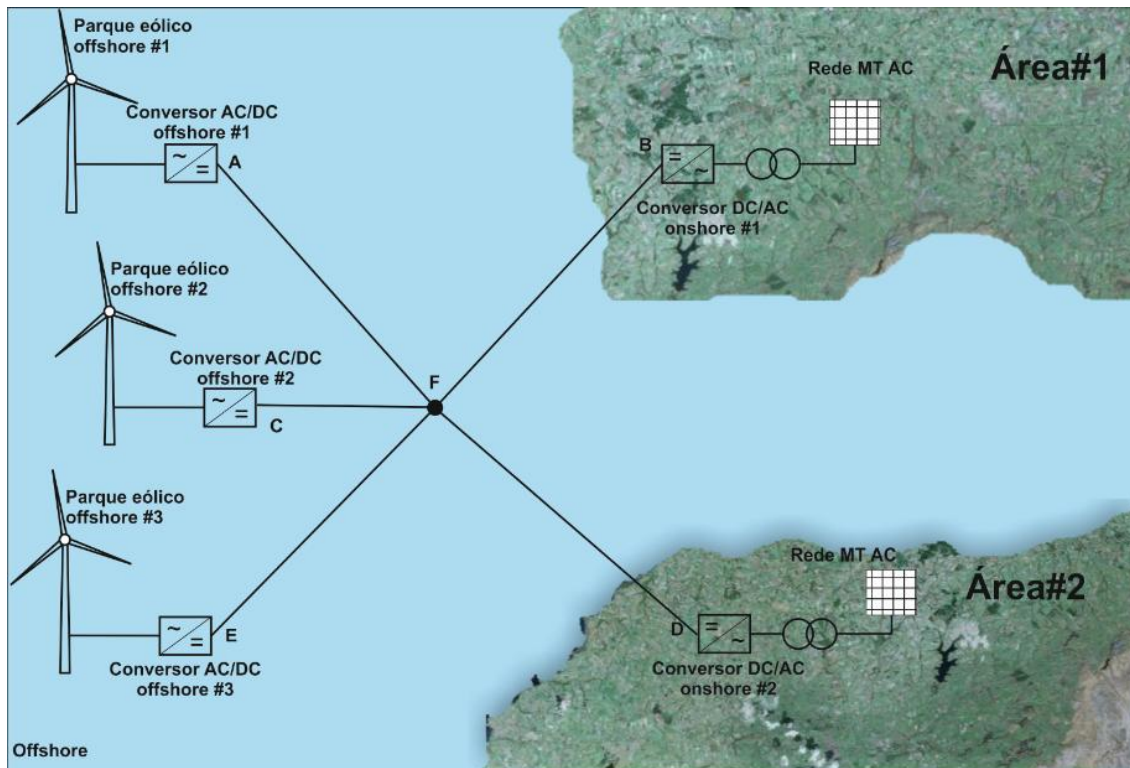 Parque eólico
offshore #1
Conversor AC/DC
offshore #1
~
=
A
Rede MT AC
Área#1
B
=
~
Conversor DC/AC
onshore #1
Parque eólico
offshore #2
Conversor AC/DC
offshore #2
~
=
C
F
Parque eólico
offshore #3
~
=
E
Conversor AC/DC
offshore #3
Rede MT AC
Área#2
D
=
~
Conversor DC/AC
onshore #2
Offshore